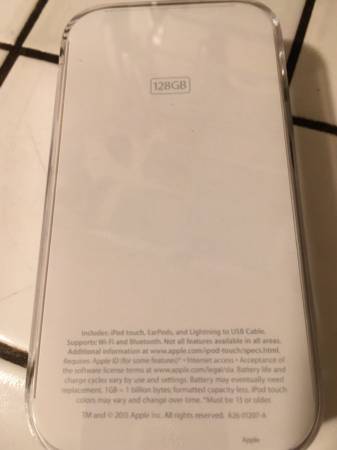 128GB
Includes: iPod touch, EarPods, and Lightning to USB Cable.
Supports: Wi-Fi and Bluetooth. Not all features available in all areas.
Additional information at www.apple.com/ipod-touch/specs.html.
Requires: Apple ID (for some features)* • Internet access • Acceptance of
the software license terms at www.apple.com/legal/sla. Battery life and
charge cycles vary by use and settings. Battery may eventually need
replacement. 1GB = 1 billion bytes; formatted capacity less. iPod touch
colors may vary and change over time. *Must be 13 or older.
TM and © 2015 Apple Inc. All rights reserved. 626-01207-A
Apple